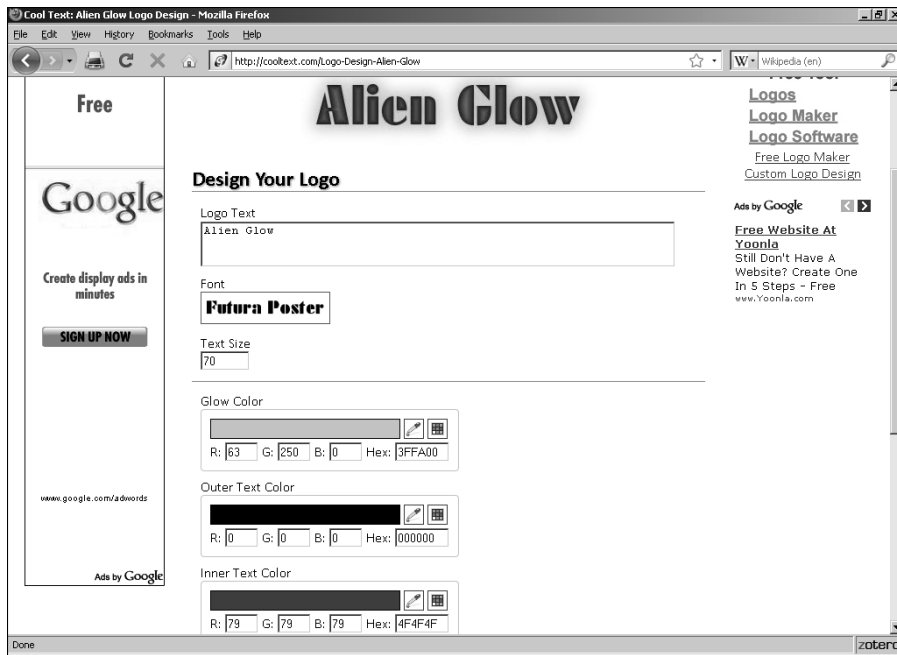 Cool Text: Alien Glow Logo Design - Mozilla Firefox
File Edit View History Bookmarks Tools Help
http://cooltext.com/Logo-Design-Alien-Glow
W Wikipedia (en)
Free
Google
Create display ads in
minutes
SIGN UP NOW
www.google.com/adwords
Ads by Google
Alien Glow
Design Your Logo
Logo Text
Alien Glow
Font
Futura Poster
Text Size
70
Glow Color
R: 63 G: 250 B: 0 Hex: 3FFA00
Outer Text Color
R: 0 G: 0 B: 0 Hex: 000000
Inner Text Color
R: 79 G: 79 B: 79 Hex: 4F4F4F
Logos
Logo Maker
Logo Software
Free Logo Maker
Custom Logo Design
Ads by Google
Free Website At
Yoonla
Still Don't Have A
Website? Create One
In 5 Steps - Free
www.Yoonla.com
Done
zotero